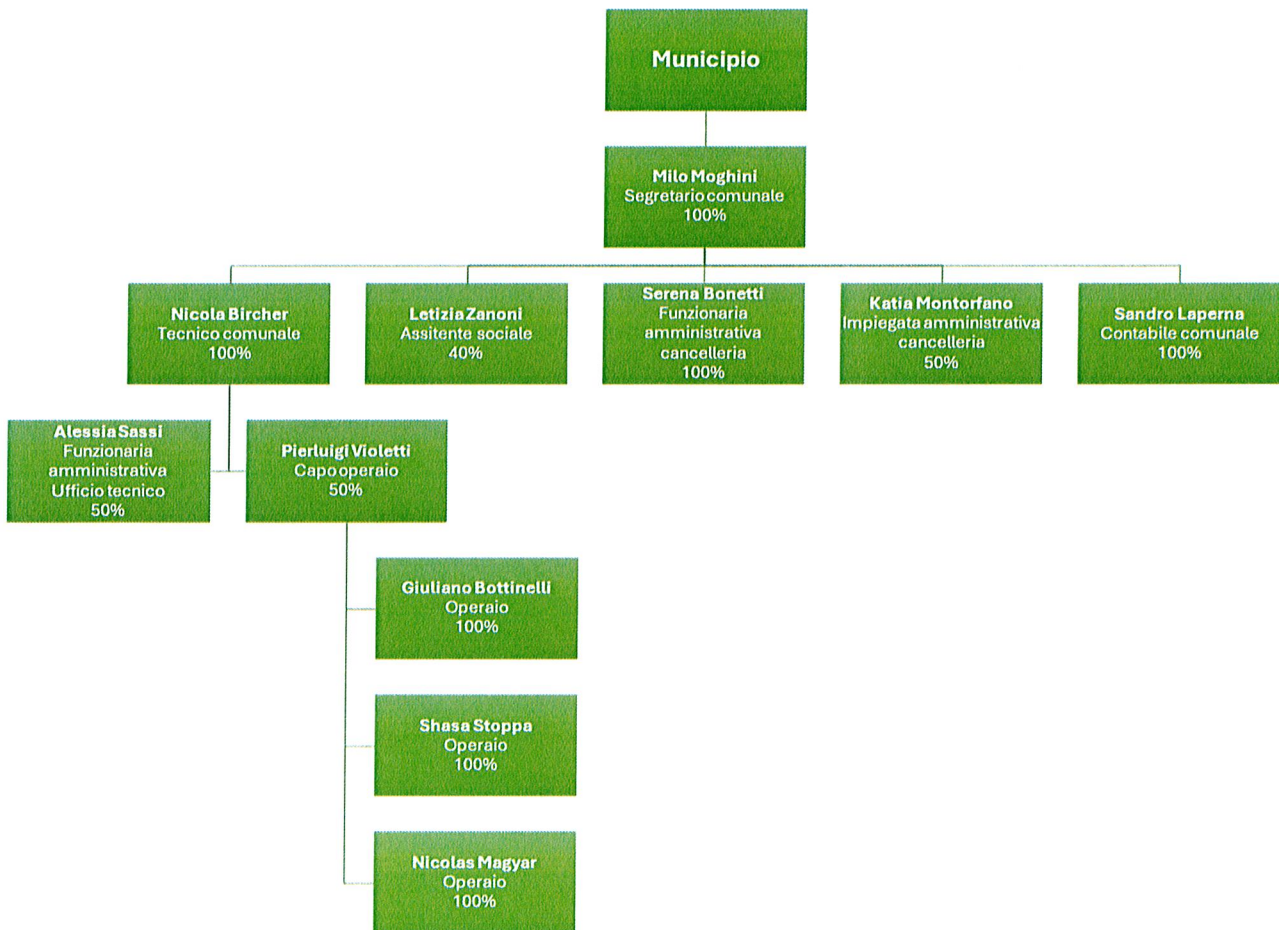 Municipio
Milo Moghini
Segretario comunale
100%
Nicola Bircher
Tecnico comunale
100%
Letizia Zanoni
Assitente sociale
40%
Serena Bonetti
Funzionaria
amministrativa
cancelleria
100%
Katia Montorfano
Impiegata amministrativa
cancelleria
50%
Sandro Laperna
Contabile comunale
100%
Alessia Sassi
Funzionaria
amministrativa
Ufficio tecnico
50%
Pierluigi Violetti
Capo operaio
50%
Giuliano Bottinelli
Operaio
100%
Shasa Stoppa
Operaio
100%
Nicolas Magyar
Operaio
100%